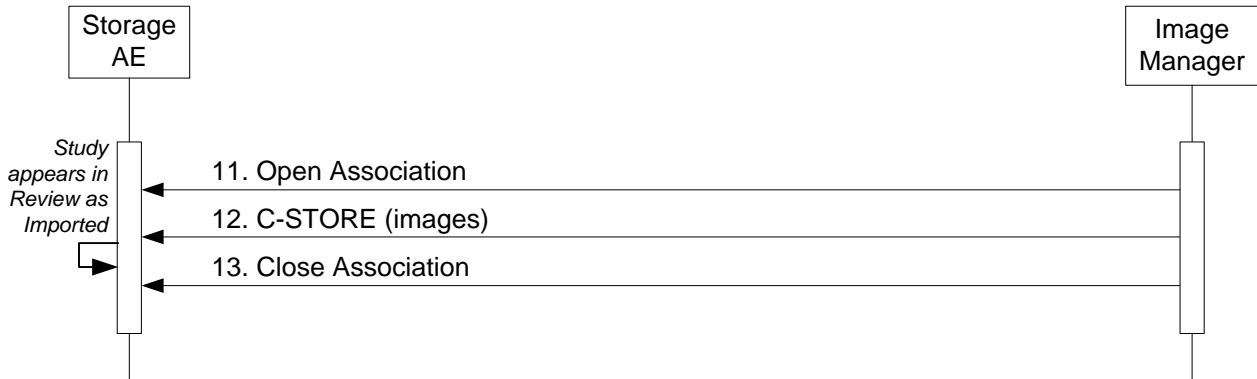 Storage
AE
Image
Manager
Study
appears in
Review as
Imported
11. Open Association
12. C-STORE (images)
13. Close Association